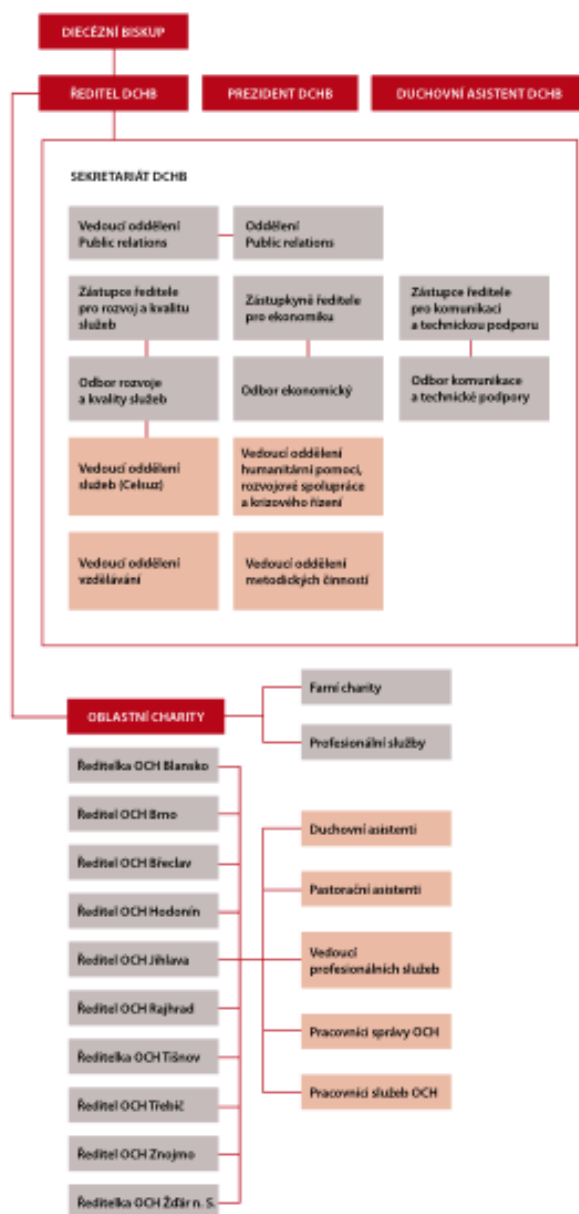 DIECÉZNÍ BISKUP
ŘEDITEL DCHB
PREZIDENT DCHB
DUCHOVNÍ ASISTENT DCHB
SEKRETARIÁT DCHB
Vedoucí oddělení
Public relations
Oddělení
Public relations
Zástupce ředitele
pro rozvoj a kvalitu
služeb
Zástupkyně ředitele
pro ekonomiku
Zástupce ředitele
pro komunikaci
a technickou podporu
Odbor rozvoje
a kvality služeb
Odbor ekonomický
Odbor komunikace
a technické podpory
Vedoucí oddělení
služeb (Celsuz)
Vedoucí oddělení
humanitární pomoci,
rozvojové spolupráce
a krizového řízení
Vedoucí oddělení
vzdělávání
Vedoucí oddělení
metodických činností
OBLASTNÍ CHARITY
Farní charity
Profesionální služby
Ředitelka OCH Blansko
Ředitel OCH Brno
Ředitel OCH Břeclav
Ředitel OCH Hodonín
Ředitel OCH Jihlava
Ředitel OCH Rajhrad
Ředitelka OCH Tišnov
Ředitel OCH Třebíč
Ředitel OCH Znojmo
Ředitelka OCH Žďár n. S.
Duchovní asistenti
Pastorační asistenti
Vedoucí
profesionálních služeb
Pracovníci správy OCH
Pracovníci služeb OCH